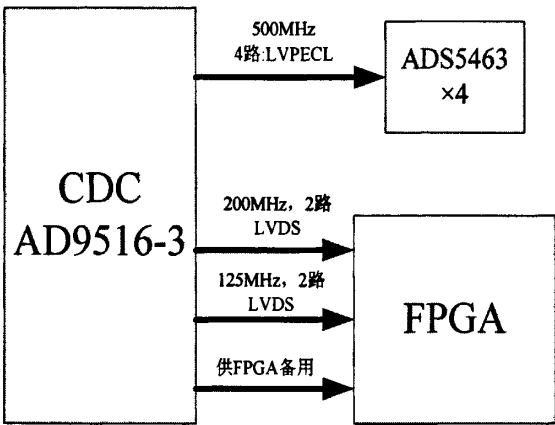 500MHz
4路:LVPECL
ADS5463
×4
CDC
AD9516-3
200MHz，2路
LVDS
125MHz，2路
LVDS
FPGA
供FPGA备用